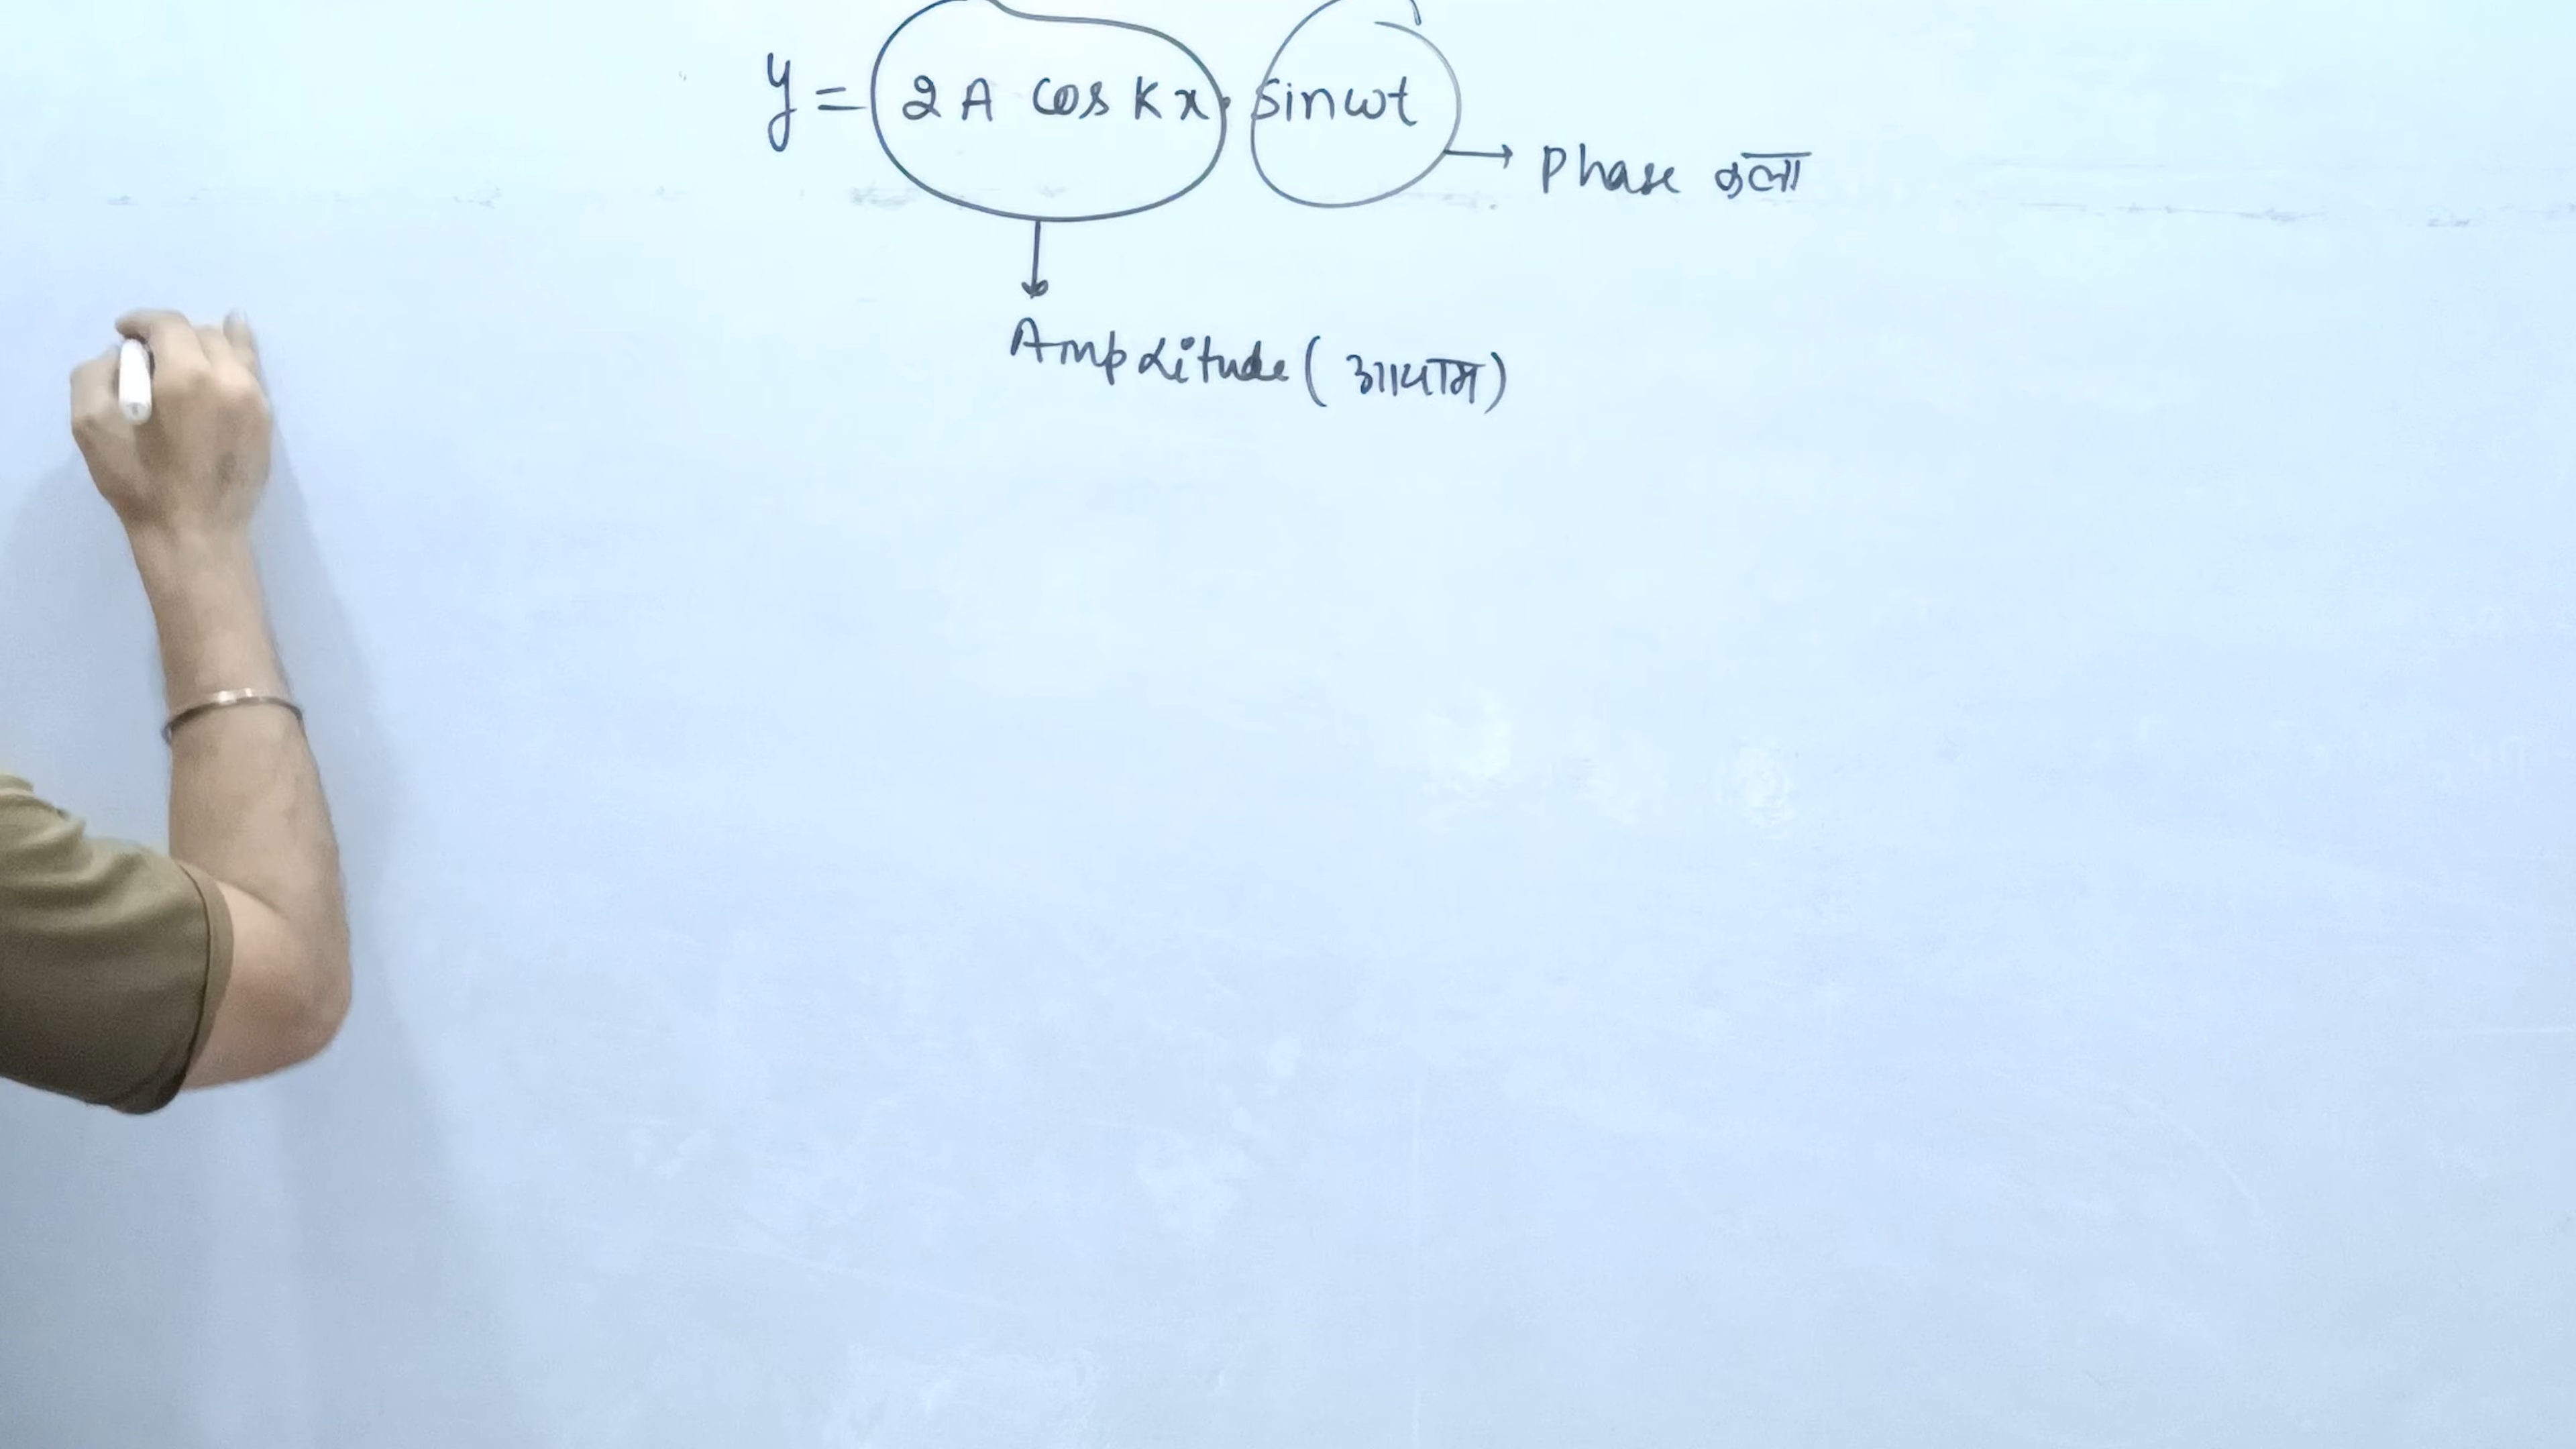 y = 2A cos Kx. sinωt
Phase कला
Amplitude (आयाम)